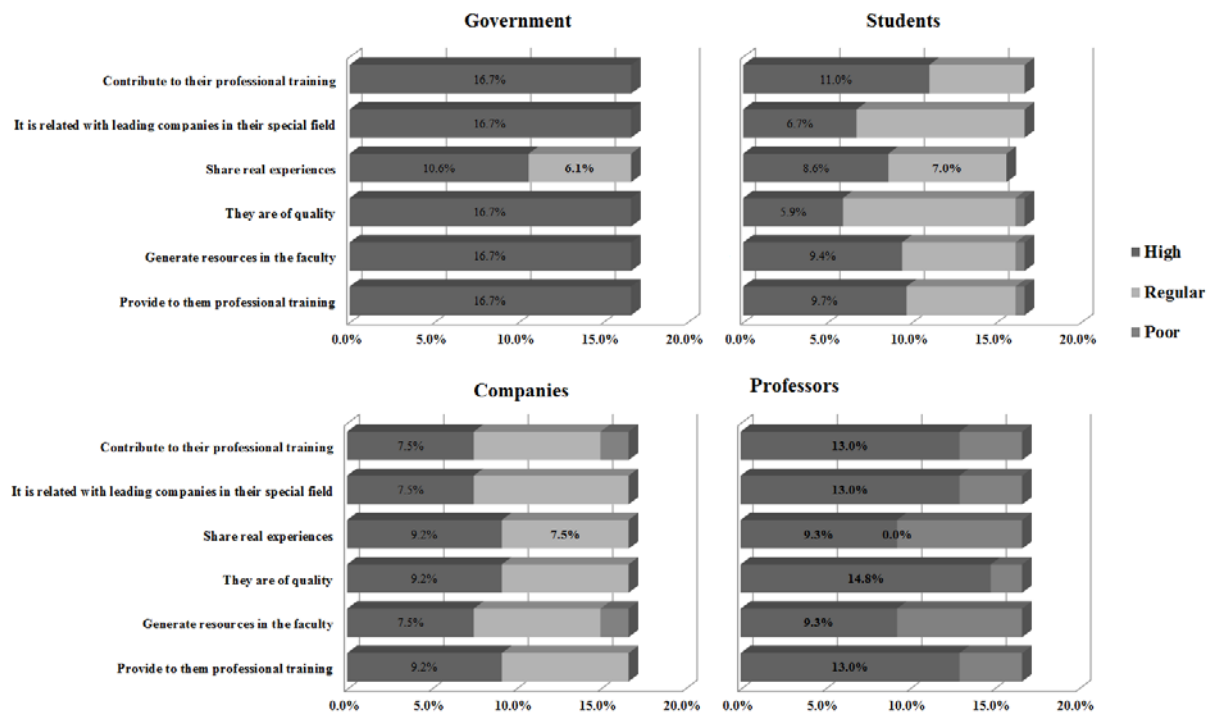 Government
Students
Contribute to their professional training
16.7%
11.0%
It is related with leading companies in their special field
16.7%
6.7%
Share real experiences
10.6%
6.1%
8.6%
7.0%
They are of quality
16.7%
5.9%
Generate resources in the faculty
16.7%
9.4%
Provide to them professional training
16.7%
9.7%
0.0% 5.0% 10.0% 15.0% 20.0%
0.0% 5.0% 10.0% 15.0% 20.0%
High
Regular
Poor
Companies
Professors
Contribute to their professional training
7.5%
13.0%
It is related with leading companies in their special field
7.5%
13.0%
Share real experiences
9.2%
7.5%
9.3%
0.0%
They are of quality
9.2%
14.8%
Generate resources in the faculty
7.5%
9.3%
Provide to them professional training
9.2%
13.0%
0.0% 5.0% 10.0% 15.0% 20.0%
0.0% 5.0% 10.0% 15.0% 20.0%